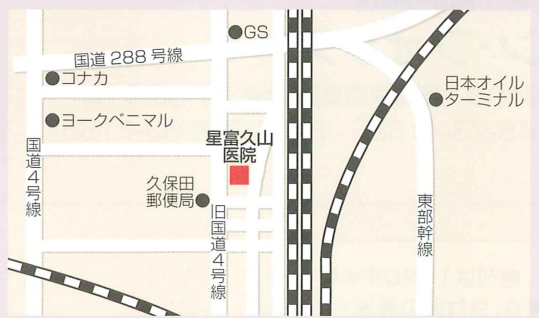 GS
国道288号線
コナカ
日本オイル
ターミナル
ヨークベニマル
星富久山
医院
国道4号線
久保田
郵便局
旧国道4号線
東部幹線